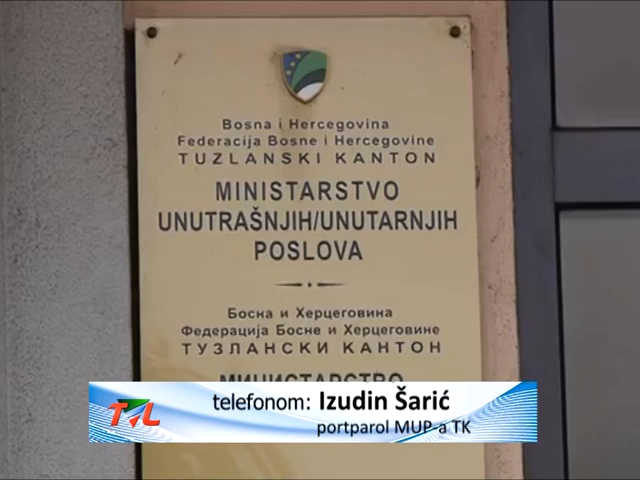 Bosna i Hercegovina
Federacija Bosne i Hercegovine
TUZLANSKI KANTON
MINISTARSTVO
UNUTRAŠNJIH/UNUTARNJIH
POSLOVA
Босна и Херцеговина
Федерација Босне и Херцеговине
ТУЗЛАНСКИ КАНТОН
МИНИСТАРСТВО
telefonom: Izudin Šarić
portparol MUP-a TK